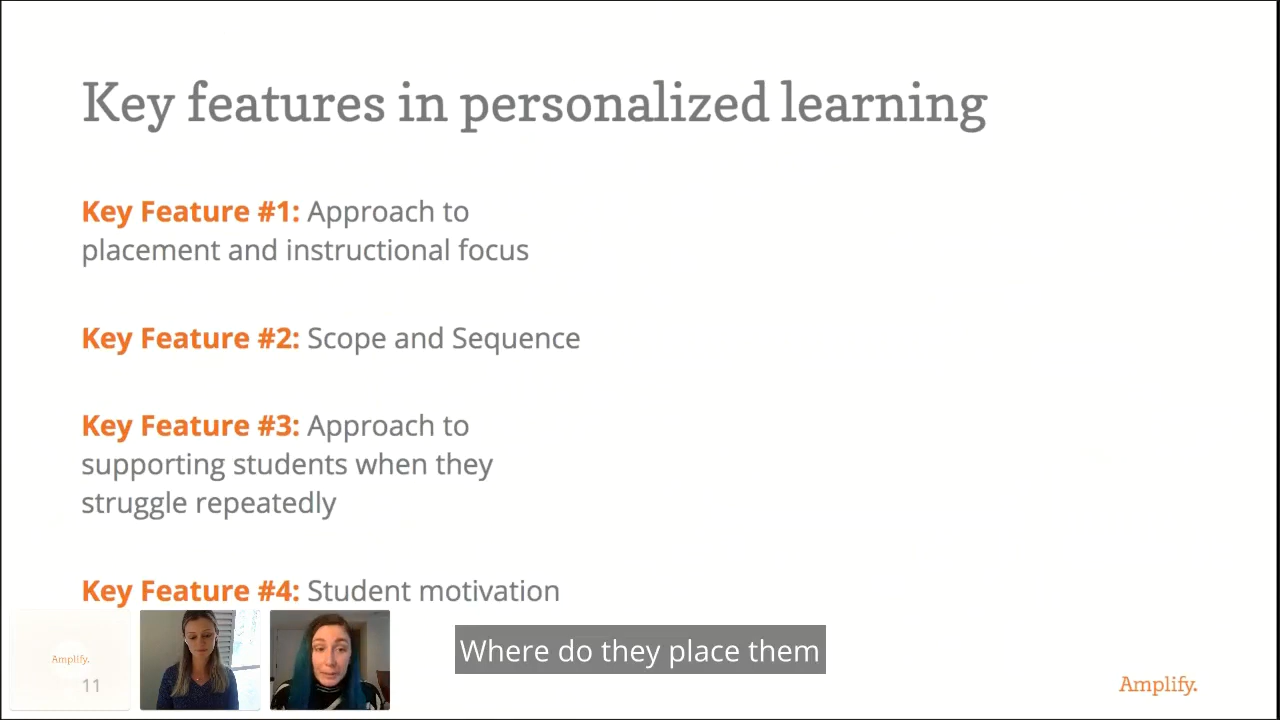 Key features in personalized learning
Key Feature #1: Approach to
placement and instructional focus
Key Feature #2: Scope and Sequence
Key Feature #3: Approach to
supporting students when they
struggle repeatedly
Key Feature #4: Student motivation
Amplify.
11
Where do they place them
Amplify.